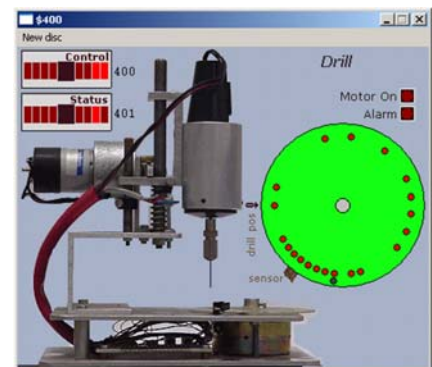 $400
New disc
Control
400
Status
401
Drill
Motor On
Alarm
drill pos
sensor